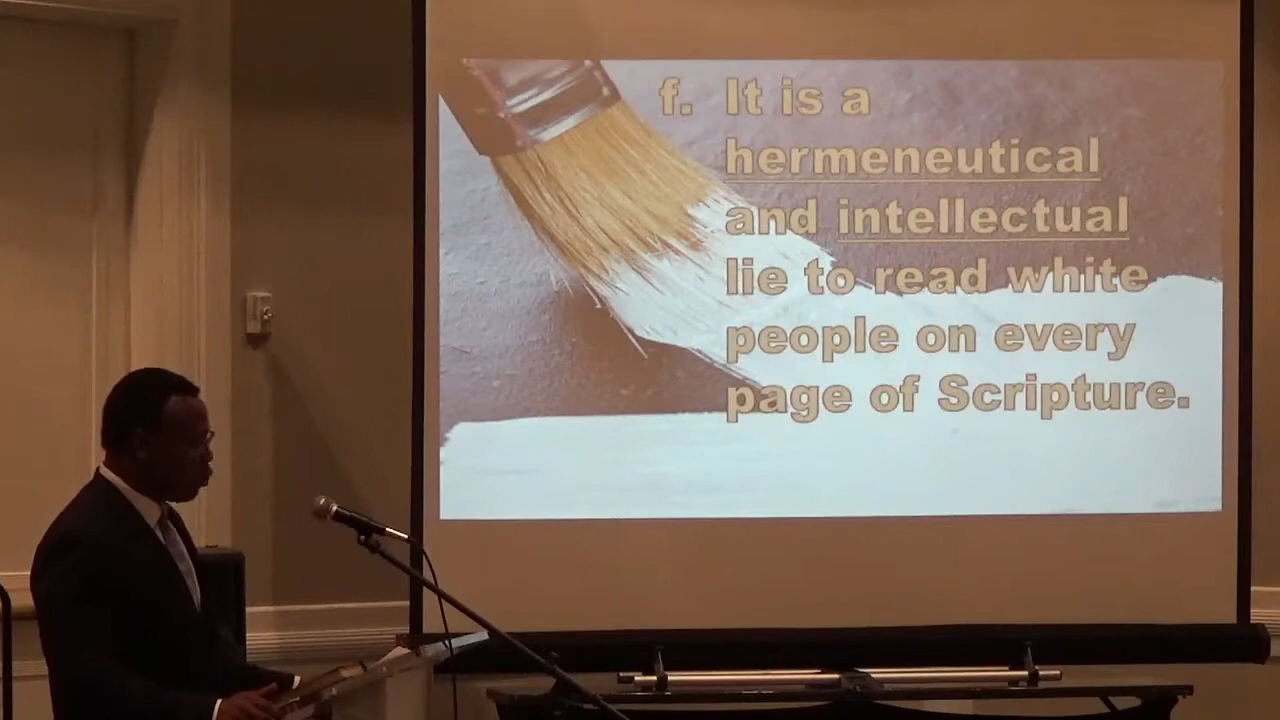 f. It is a
hermeneutical
and intellectual
lie to read white
people on every
page of Scripture.